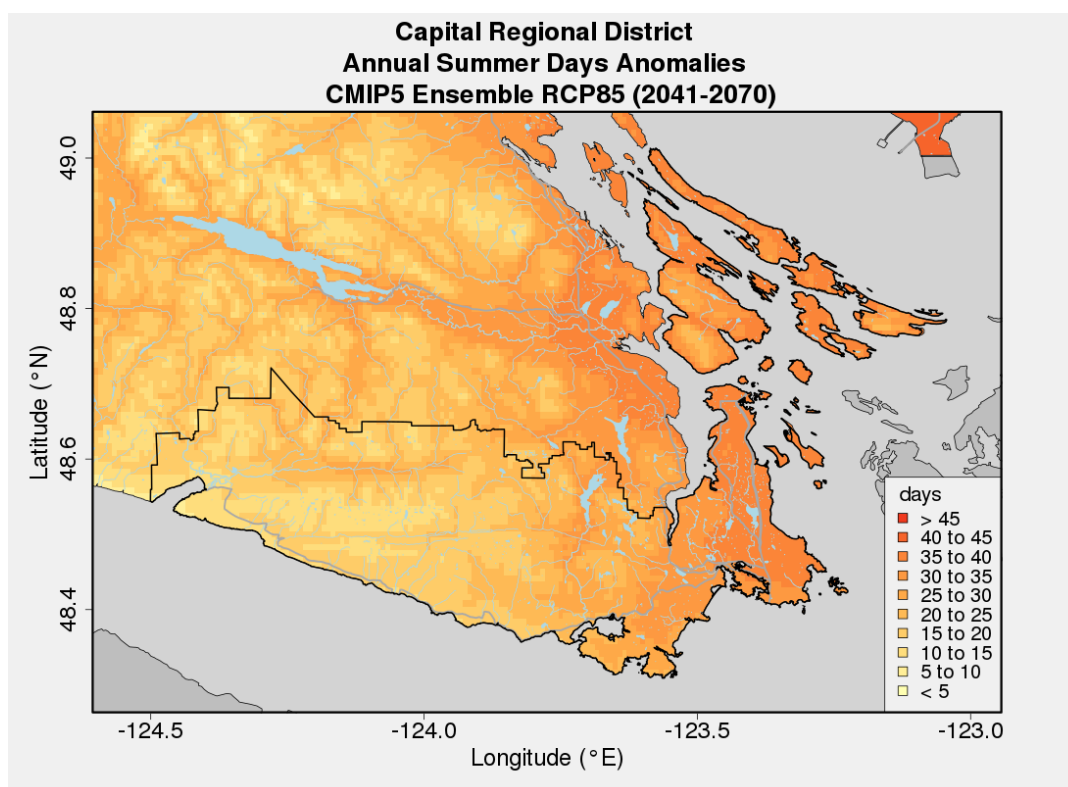 Capital Regional District
Annual Summer Days Anomalies
CMIP5 Ensemble RCP85 (2041-2070)
49.0
48.8
48.6
48.4
Latitude (°N)
days
> 45
40 to 45
35 to 40
30 to 35
25 to 30
20 to 25
15 to 20
10 to 15
5 to 10
< 5
-124.5
-124.0
-123.5
-123.0
Longitude (°E)